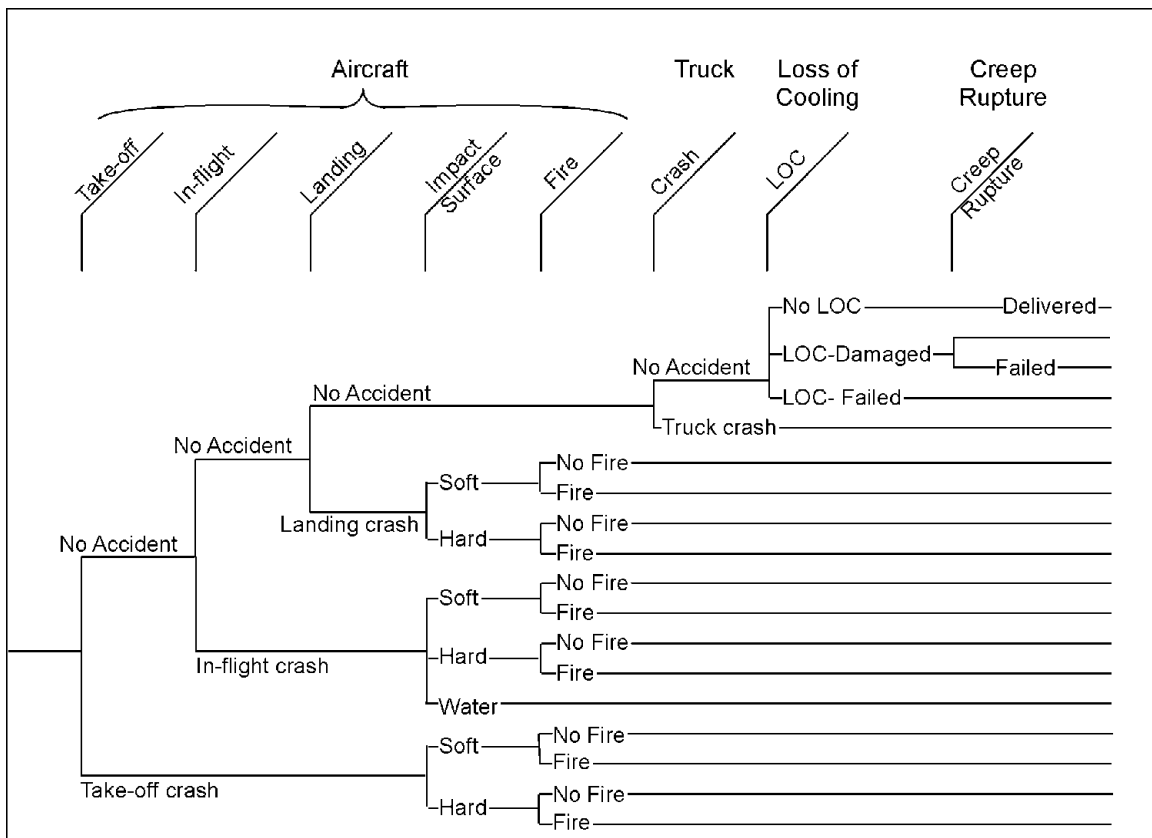 Aircraft
Truck
Loss of
Cooling
Creep
Rupture
Take-off
In-flight
Landing
Impact
Surface
Fire
Crash
LOC
Creep
Rupture
No LOC
Delivered
LOC-Damaged
Failed
No Accident
LOC- Failed
No Accident
Truck crash
No Accident
Soft
No Fire
Fire
Landing crash
Hard
No Fire
Fire
No Accident
Soft
No Fire
Fire
In-flight crash
Hard
No Fire
Fire
Water
Soft
No Fire
Fire
Take-off crash
Hard
No Fire
Fire